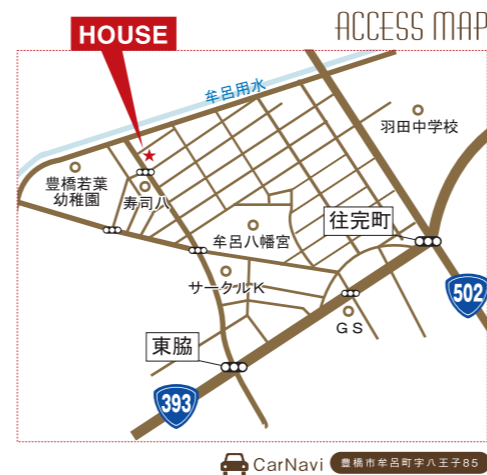 ACCESS MAP
HOUSE
牟呂用水
羽田中学校
豊橋若葉
幼稚園
寿司八
牟呂八幡宮
往完町
サークルK
502
GS
東脇
393
CarNavi 豊橋市牟呂町字八王子85